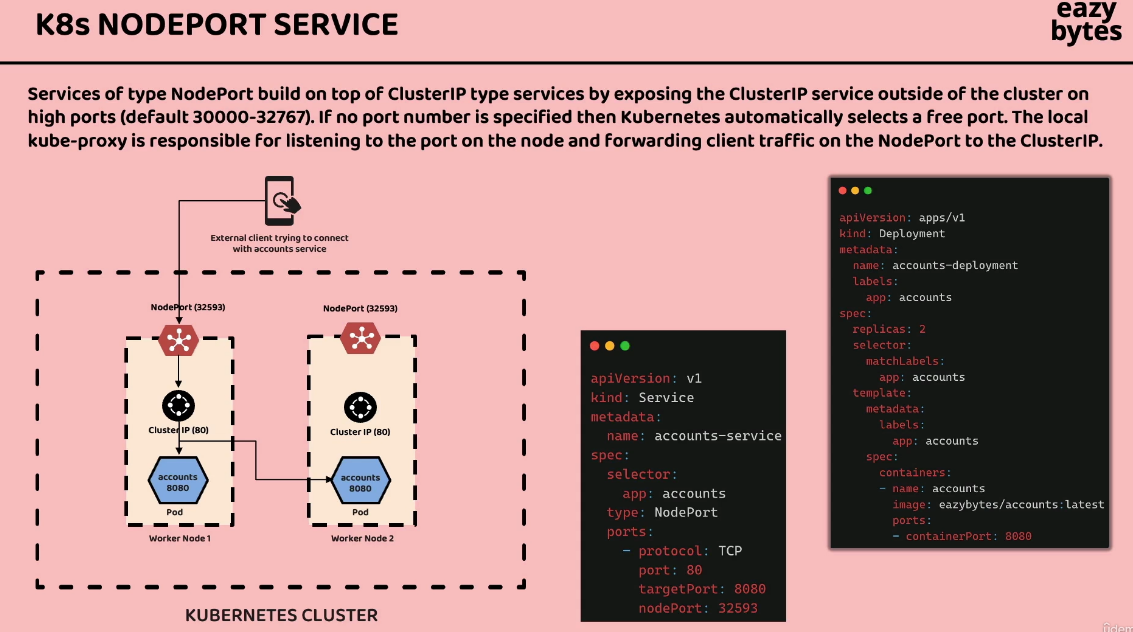 K8s NODEPORT SERVICE
eazy
bytes
Services of type NodePort build on top of ClusterIP type services by exposing the ClusterIP service outside of the cluster on
high ports (default 30000-32767). If no port number is specified then Kubernetes automatically selects a free port. The local
kube-proxy is responsible for listening to the port on the node and forwarding client traffic on the NodePort to the ClusterIP.
External client trying to connect
with accounts service
NodePort (32593)
NodePort (32593)
Cluster IP (80)
Cluster IP (80)
accounts
8080
accounts
8080
Pod
Pod
Worker Node 1
Worker Node 2
KUBERNETES CLUSTER
apiVersion: v1
kind: Service
metadata:
  name: accounts-service
spec:
  selector:
    app: accounts
  type: NodePort
  ports:
    - protocol: TCP
      port: 80
      targetPort: 8080
      nodePort: 32593
apiVersion: apps/v1
kind: Deployment
metadata:
  name: accounts-deployment
  labels:
    app: accounts
spec:
  replicas: 2
  selector:
    matchLabels:
      app: accounts
  template:
    metadata:
      labels:
        app: accounts
    spec:
      containers:
      - name: accounts
        image: eazybytes/accounts:latest
        ports:
        - containerPort: 8080